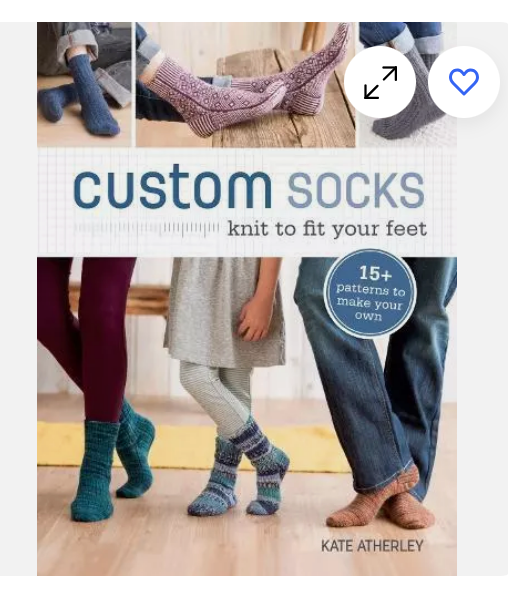 custom socks
knit to fit your feet
15+
patterns to
make your
own
KATE ATHERLEY